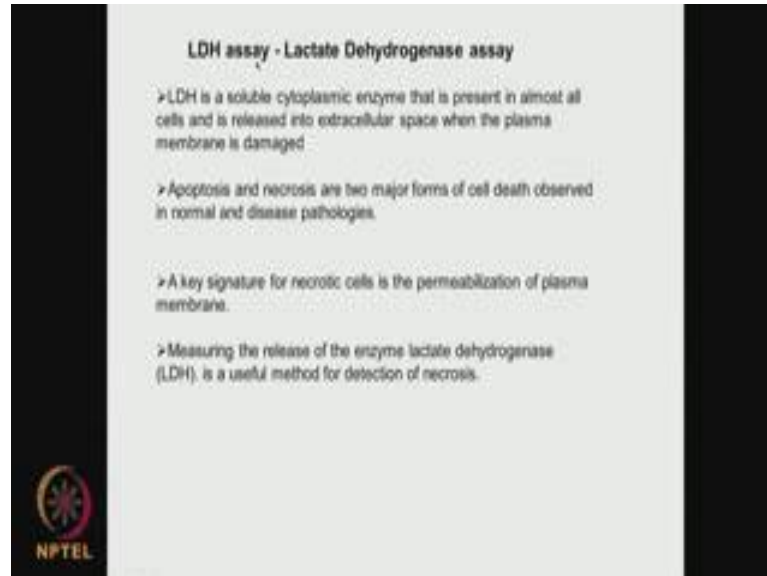 LDH assay - Lactate Dehydrogenase assay
➢LDH is a soluble cytoplasmic enzyme that is present in almost all
cells and is released into extracellular space when the plasma
membrane is damaged
➢Apoptosis and necrosis are two major forms of cell death observed
in normal and disease pathologies.
➢A key signature for necrotic cells is the permeabilization of plasma
membrane.
➢Measuring the release of the enzyme lactate dehydrogenase
(LDH), is a useful method for detection of necrosis.
NPTEL